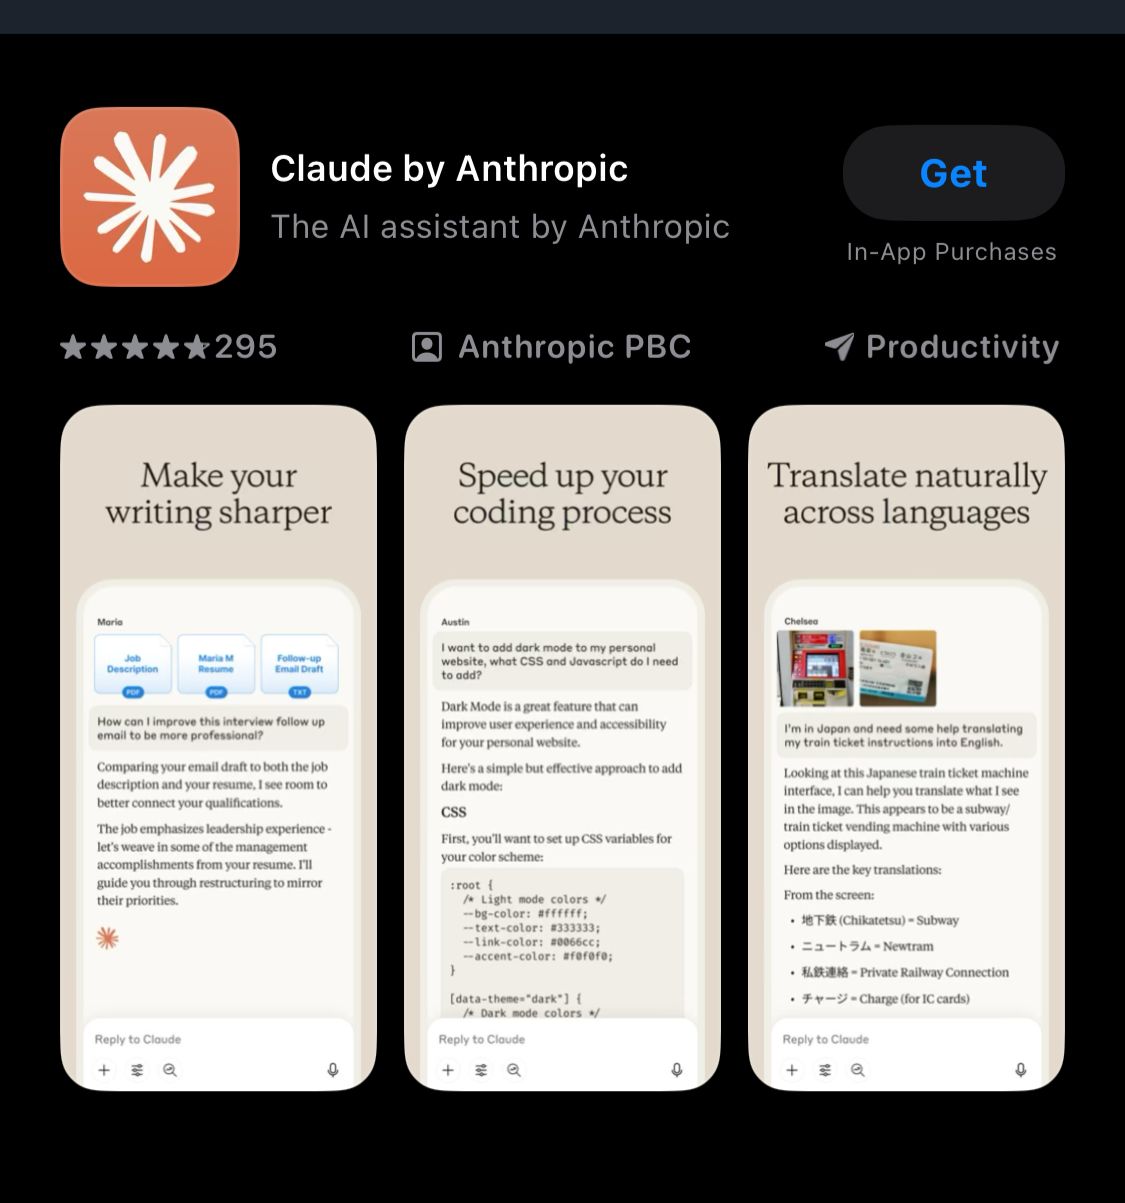 Claude by Anthropic
The AI assistant by Anthropic
Get
In-App Purchases
295
Anthropic PBC
Productivity
Make your
writing sharper
Maria
Job
Description
PDF
Maria M
Resume
PDF
Follow-up
Email Draft
TXT
How can I improve this interview follow up
email to be more professional?
Comparing your email draft to both the job
description and your resume, I see room to
better connect your qualifications.
The job emphasizes leadership experience -
let's weave in some of the management
accomplishments from your resume. I'll
guide you through restructuring to mirror
their priorities.
Reply to Claude
Speed up your
coding process
Austin
I want to add dark mode to my personal
website, what CSS and Javascript do I need
to add?
Dark Mode is a great feature that can
improve user experience and accessibility
for your personal website.
Here's a simple but effective approach to add
dark mode:
CSS
First, you'll want to set up CSS variables for
your color scheme:
:root {
/* Light mode colors */
--bg-color: #ffffff;
--text-color: #333333;
--link-color: #0066cc;
--accent-color: #f0f0f0;
}
[data-theme="dark"] {
/* Dark mode colors */
Reply to Claude
Translate naturally
across languages
Chelsea
I'm in Japan and need some help translating
my train ticket instructions into English.
Looking at this Japanese train ticket machine
interface, I can help you translate what I see
in the image. This appears to be a subway/
train ticket vending machine with various
options displayed.
Here are the key translations:
From the screen:
• 地下鉄 (Chikatetsu) = Subway
• ニュートラム = Newtram
• 私鉄連絡 = Private Railway Connection
• チャージ = Charge (for IC cards)
Reply to Claude